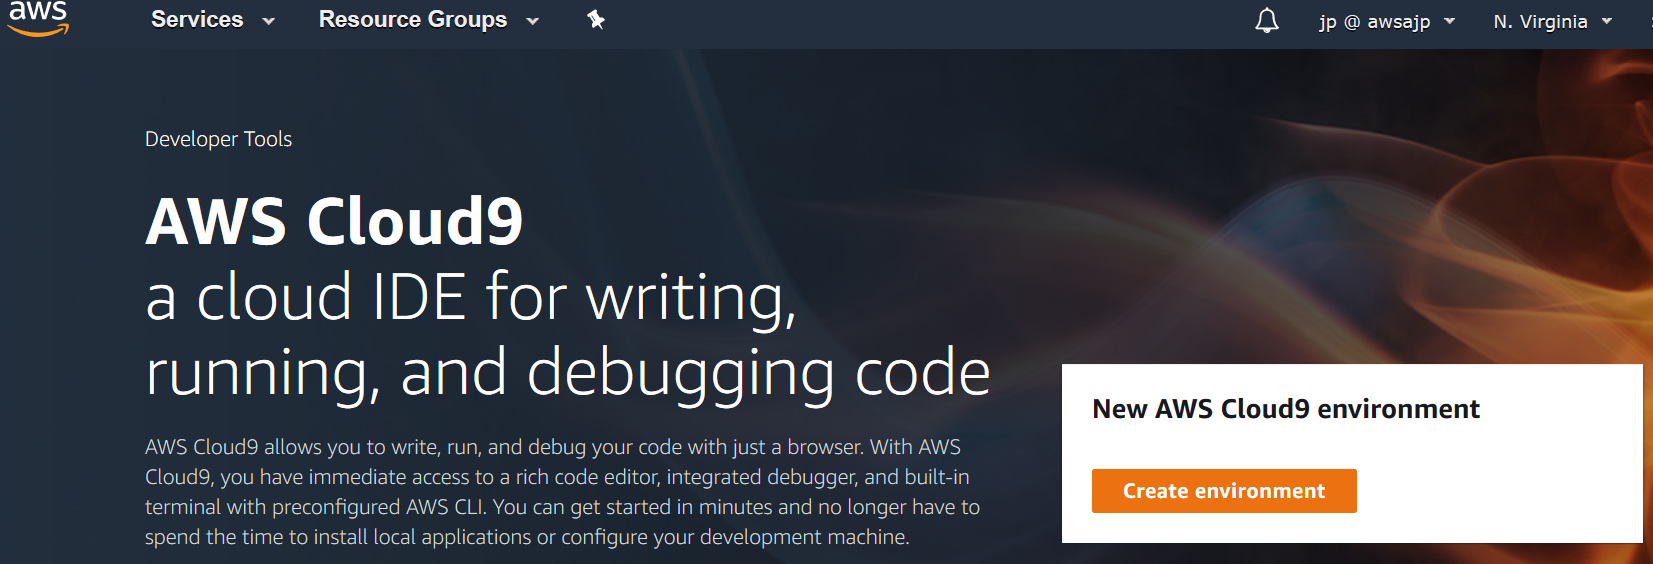 aws
Services
Resource Groups
jp @ awsajp
N. Virginia
Developer Tools
AWS Cloud9
a cloud IDE for writing,
running, and debugging code
AWS Cloud9 allows you to write, run, and debug your code with just a browser. With AWS
Cloud9, you have immediate access to a rich code editor, integrated debugger, and built-in
terminal with preconfigured AWS CLI. You can get started in minutes and no longer have to
spend the time to install local applications or configure your development machine.
New AWS Cloud9 environment
Create environment